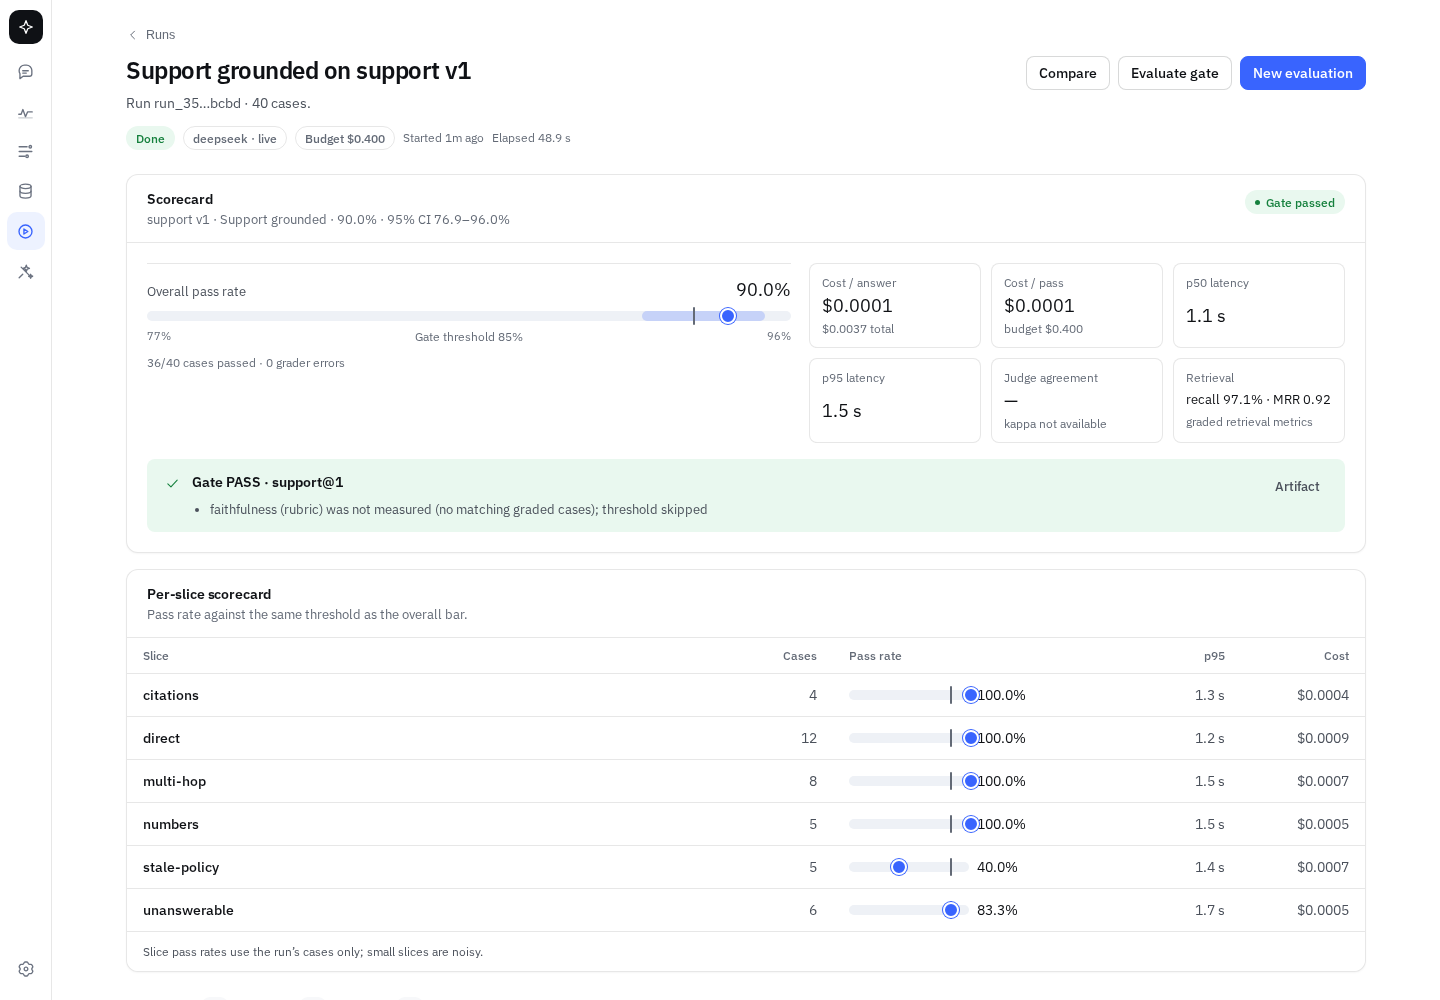 Runs
Support grounded on support v1
Compare
Evaluate gate
New evaluation
Run run_35…bcbd · 40 cases.
Done
deepseek · live
Budget $0.400
Started 1m ago
Elapsed 48.9 s
Scorecard
support v1 · Support grounded · 90.0% · 95% CI 76.9–96.0%
Gate passed
Overall pass rate
90.0%
77%
Gate threshold 85%
96%
36/40 cases passed · 0 grader errors
Cost / answer
$0.0001
$0.0037 total
Cost / pass
$0.0001
budget $0.400
p50 latency
1.1 s
p95 latency
1.5 s
Judge agreement
—
kappa not available
Retrieval
recall 97.1% · MRR 0.92
graded retrieval metrics
Gate PASS · support@1
Artifact
• faithfulness (rubric) was not measured (no matching graded cases); threshold skipped
Per-slice scorecard
Pass rate against the same threshold as the overall bar.
Slice Cases Pass rate p95 Cost
citations 4 100.0% 1.3 s $0.0004
direct 12 100.0% 1.2 s $0.0009
multi-hop 8 100.0% 1.5 s $0.0007
numbers 5 100.0% 1.5 s $0.0005
stale-policy 5 40.0% 1.4 s $0.0007
unanswerable 6 83.3% 1.7 s $0.0005
Slice pass rates use the run's cases only; small slices are noisy.